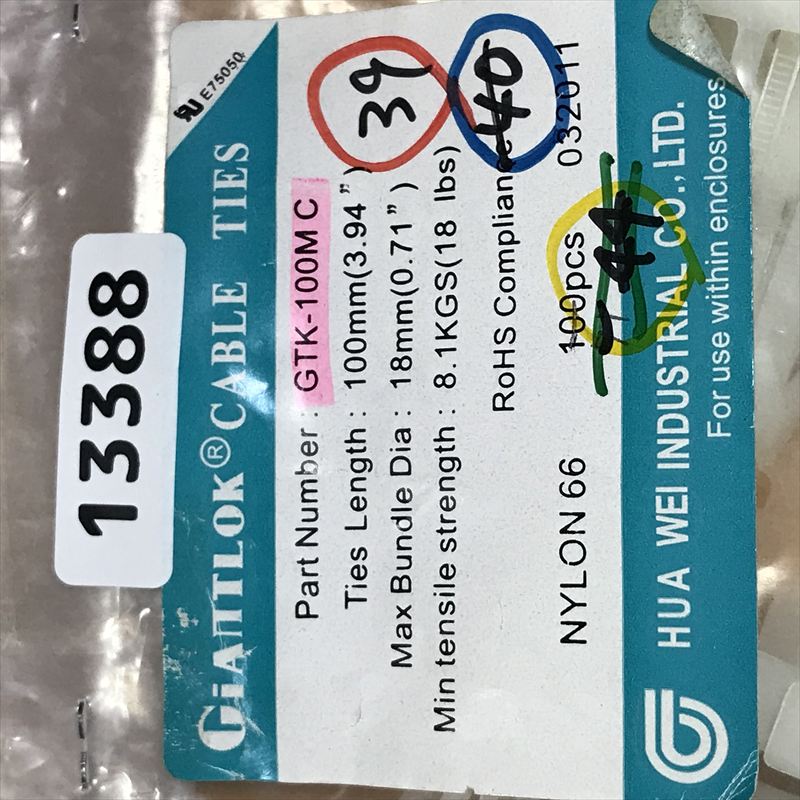 13388
GiANTLOK® CABLE TIES
E75050
Part Number : GTK-100M C
Ties Length : 100mm(3.94")
Max Bundle Dia : 18mm(0.71")
Min tensile strength : 8.1KGS(18 lbs)
RoHS Compliance
NYLON 66 100pcs 032011
39
40
44
HUA WEI INDUSTRIAL CO., LTD.
For use within enclosures